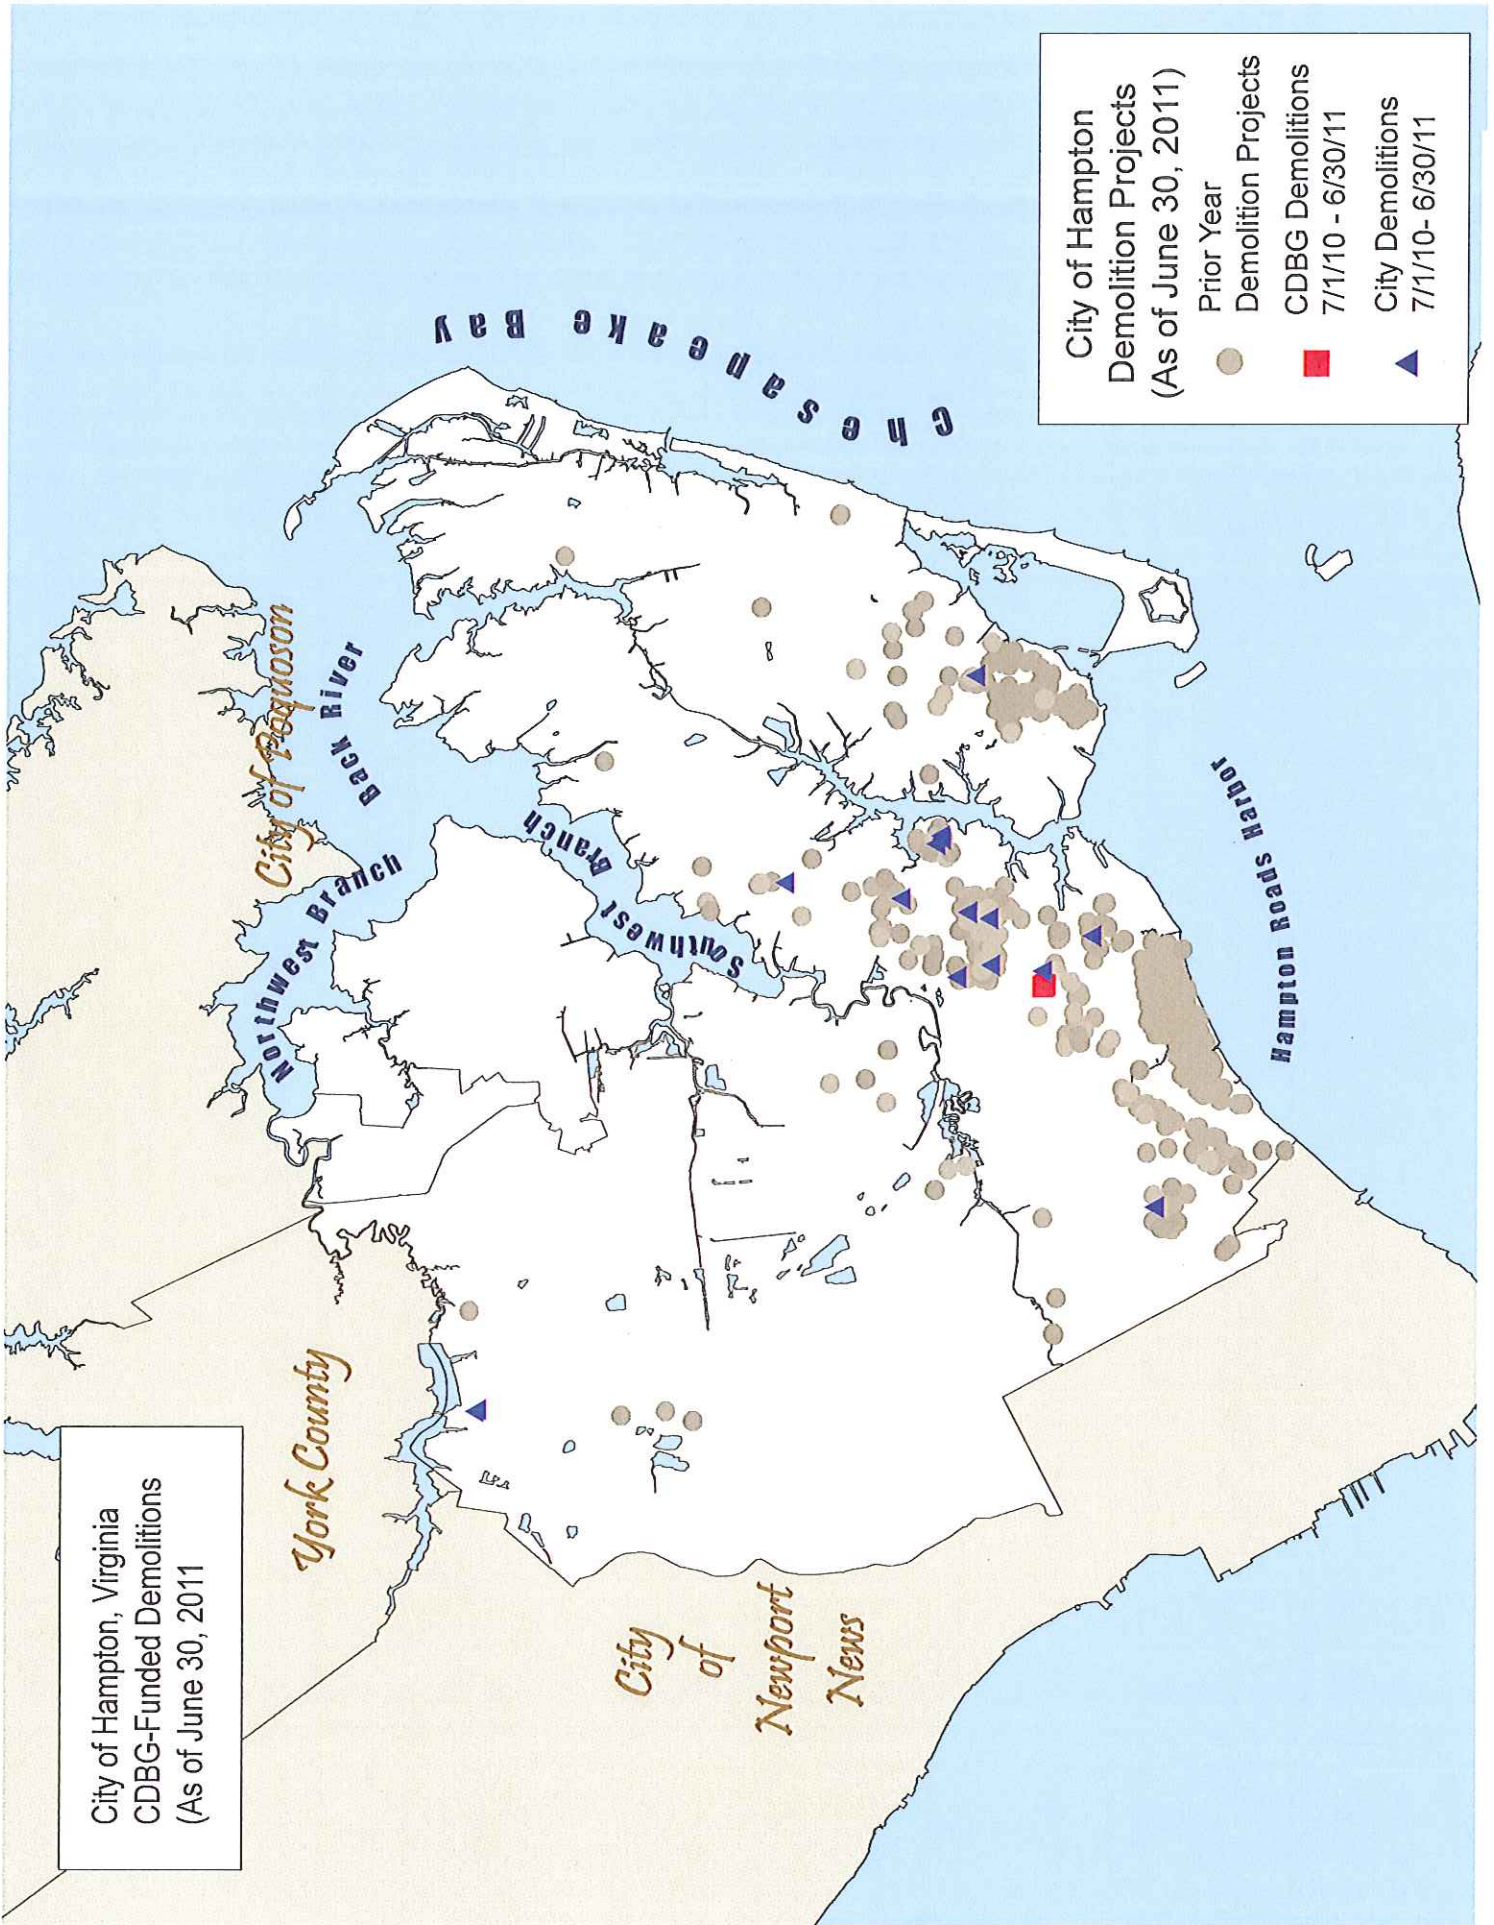 City of Hampton, Virginia
CDBG-Funded Demolitions
(As of June 30, 2011
York County
City of Poquoson
Northwest Branch
Back River
Southwest Branch
Chesapeake Bay
City
of
Newport
News
Hampton Roads Harbor
City of Hampton
Demolition Projects
(As of June 30, 2011)
Prior Year
Demolition Projects
CDBG Demolitions
7/1/10 - 6/30/11
City Demolitions
7/1/10- 6/30/11